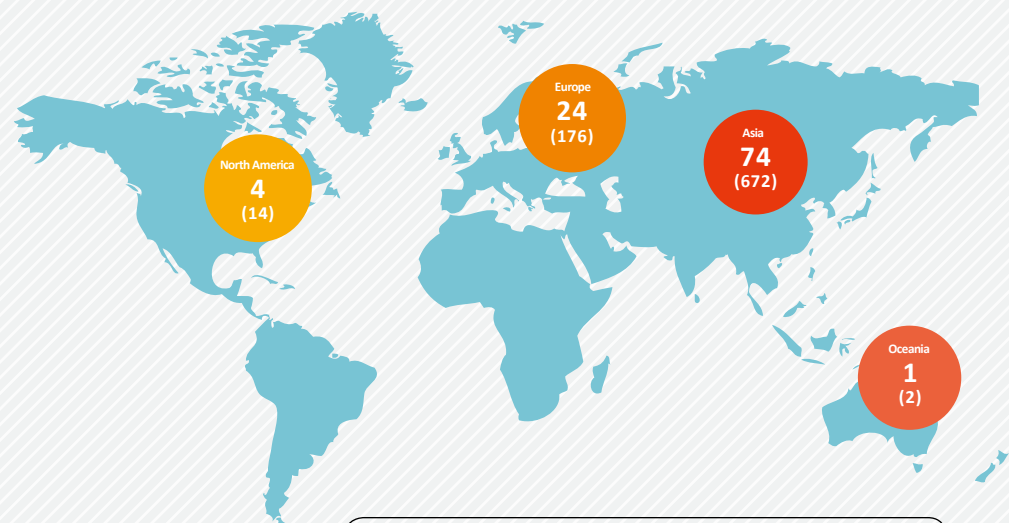 Europe
24
(176)
Asia
74
(672)
North America
4
(14)
Oceania
1
(2)